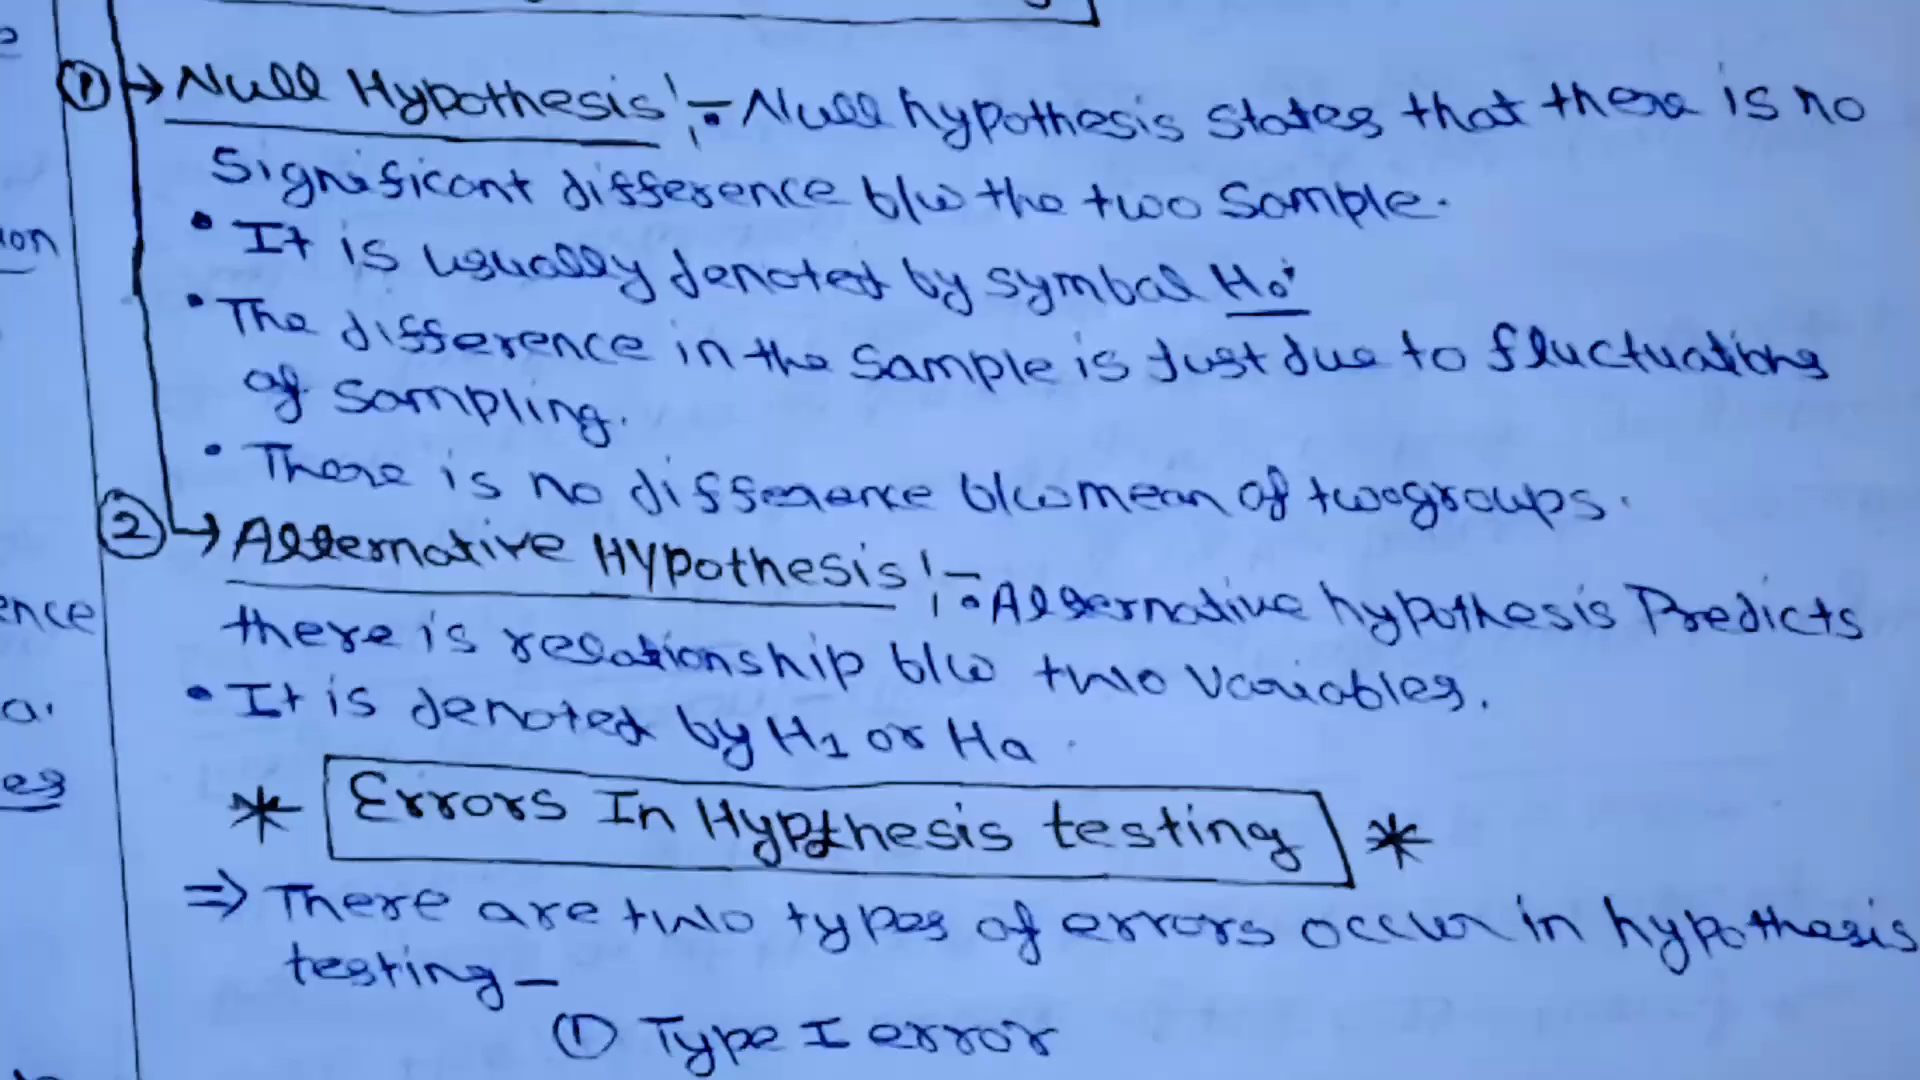 ① → Null Hypothesis :- • Null hypothesis states that there is no
Significant difference b/w the two Sample.
• It is usually denoted by symbal H₀.
• The difference in the Sample is Just due to fluctuations
of Sampling.
• There is no difference b/w mean of two groups.
② → Alternative Hypothesis :- • Alternative hypothesis Predicts
there is relationship b/w two variables.
• It is denoted by H₁ or Ha
* Errors In Hypothesis testing *
⇒ There are two types of errors occur in hypothesis
testing –
① Type I error
ion
ence
a.
es